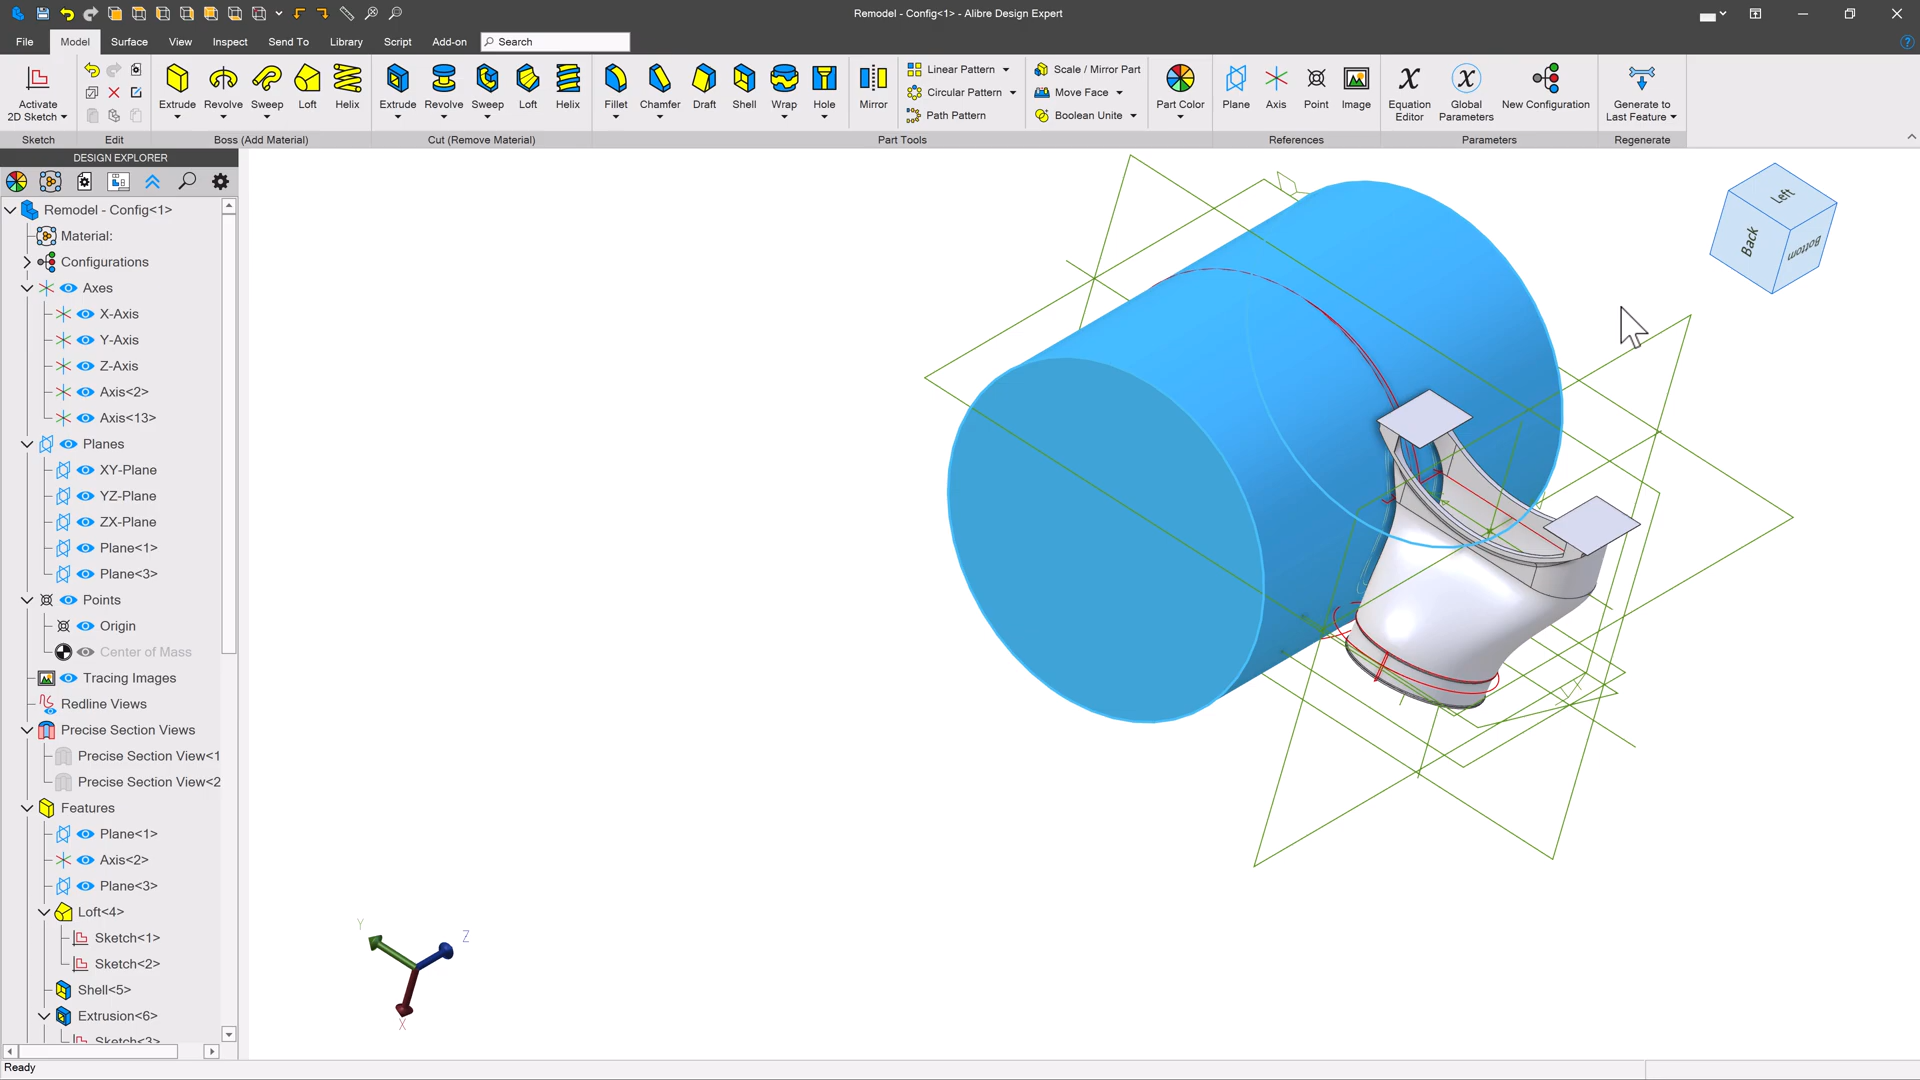 Remodel - Config<1> - Alibre Design Expert
File Model Surface View Inspect Send To Library Script Add-on Search
Activate
2D Sketch
Extrude Revolve Sweep Loft Helix
Extrude Revolve Sweep Loft Helix
Fillet Chamfer Draft Shell Wrap Hole
Mirror
Linear Pattern
Circular Pattern
Path Pattern
Scale / Mirror Part
Move Face
Boolean Unite
Part Color
Plane Axis Point Image
Equation
Editor
Global
Parameters
New Configuration
Generate to
Last Feature
Sketch Edit Boss (Add Material) Cut (Remove Material) Part Tools References Parameters Regenerate
DESIGN EXPLORER
Remodel - Config<1>
Material:
Configurations
Axes
X-Axis
Y-Axis
Z-Axis
Axis<2>
Axis<13>
Planes
XY-Plane
YZ-Plane
ZX-Plane
Plane<1>
Plane<3>
Points
Origin
Center of Mass
Tracing Images
Redline Views
Precise Section Views
Precise Section View<1
Precise Section View<2
Features
Plane<1>
Axis<2>
Plane<3>
Loft<4>
Sketch<1>
Sketch<2>
Shell<5>
Extrusion<6>
Sketch<3>
Left
Back
Bottom
Y
Z
X
Ready